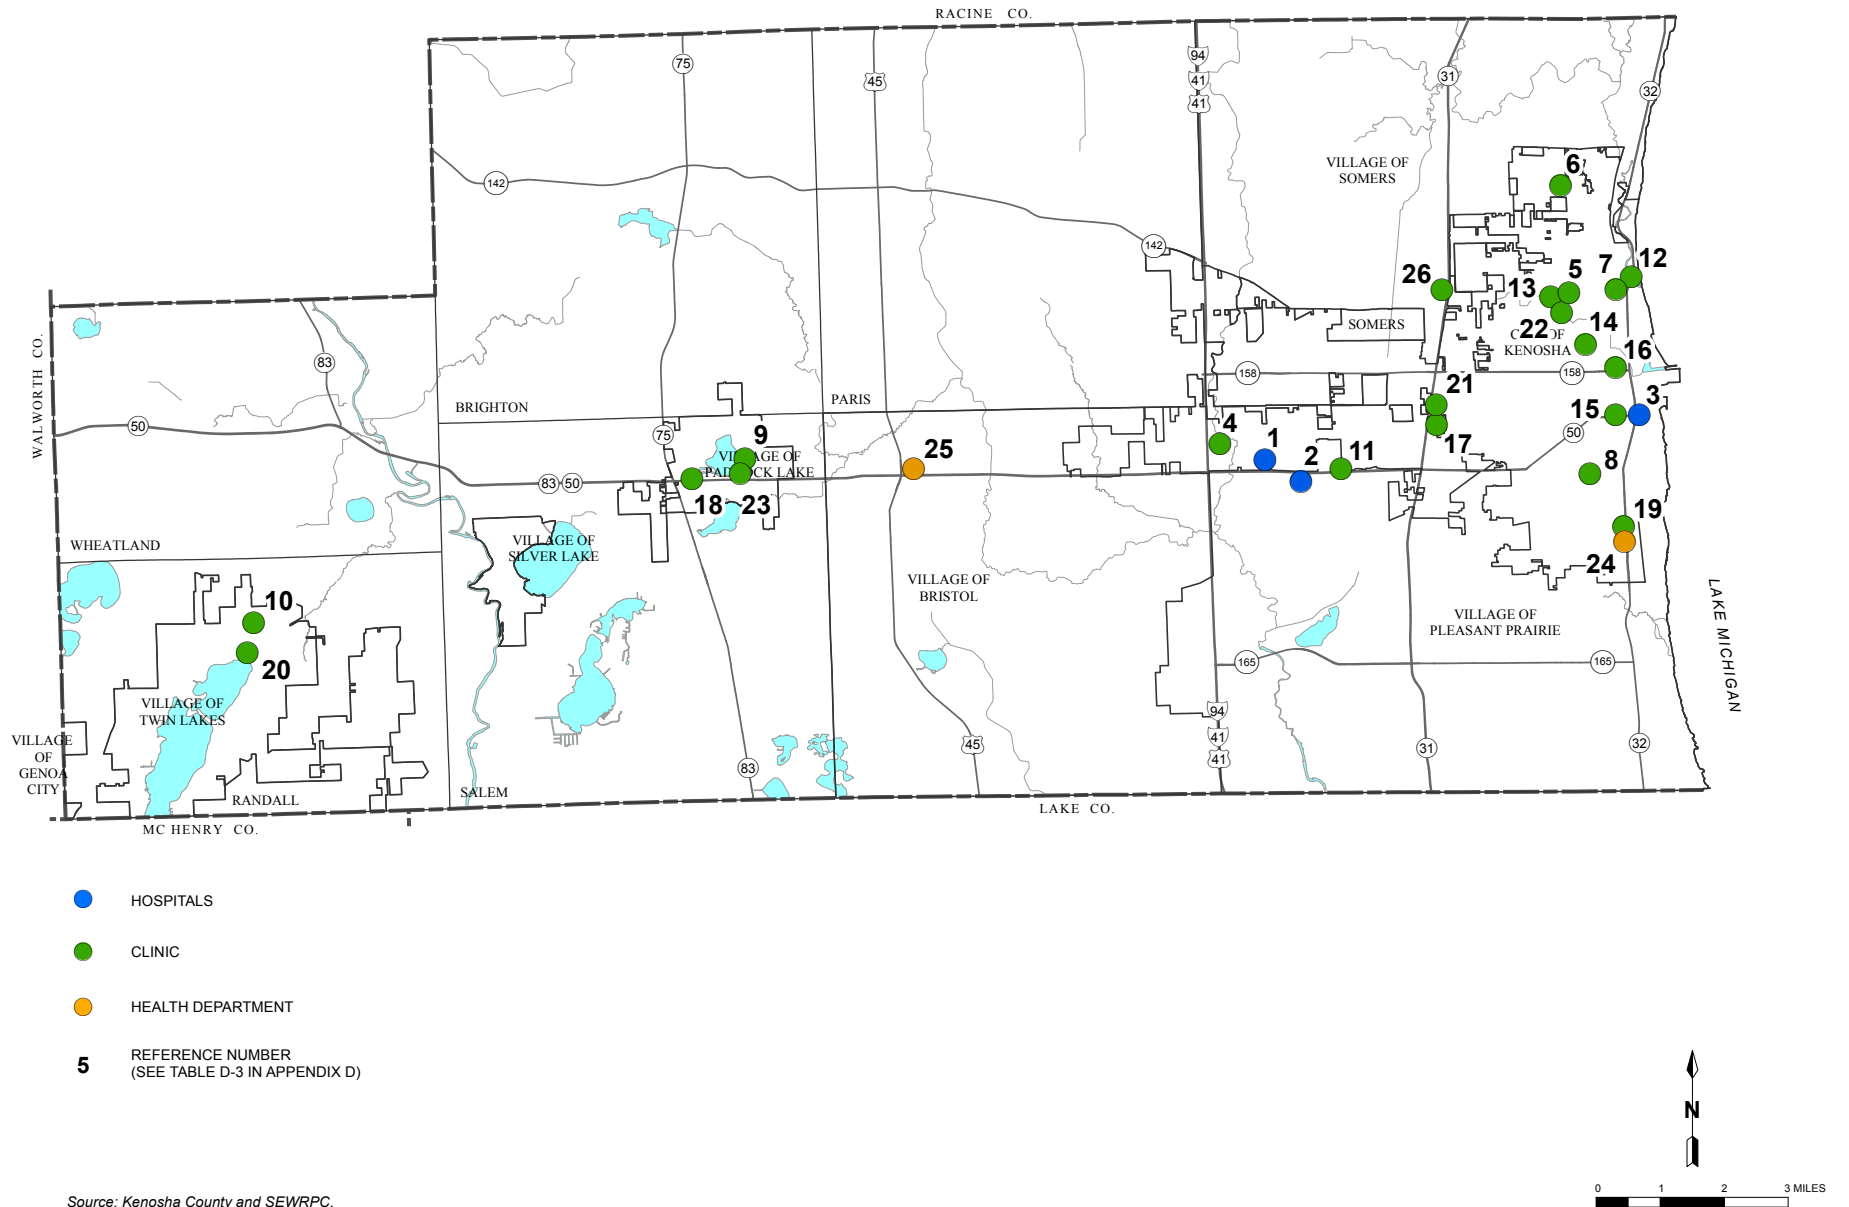 RACINE CO.
75
94
45
41
41
31
32
142
VILLAGE OF
SOMERS
6
142
12
7
5
26
13
22
14
SOMERS
OF
KENOSHA
16
WALWORTH CO.
83
158
158
21
BRIGHTON
PARIS
3
15
50
75
9
4
1
50
17
25
2
11
VILLAGE OF
PADDOCK LAKE
8
83
50
18
23
19
WHEATLAND
VILLAGE OF
SILVER LAKE
24
VILLAGE OF
BRISTOL
10
VILLAGE OF
PLEASANT PRAIRIE
LAKE MICHIGAN
20
165
165
VILLAGE OF
TWIN LAKES
94
VILLAGE
OF
GENOA
CITY
45
41
31
32
41
83
SALEM
RANDALL
LAKE CO.
MC HENRY CO.
HOSPITALS
CLINIC
HEALTH DEPARTMENT
5
REFERENCE NUMBER
(SEE TABLE D-3 IN APPENDIX D)
N
0 1 2 3 MILES
Source: Kenosha County and SEWRPC.